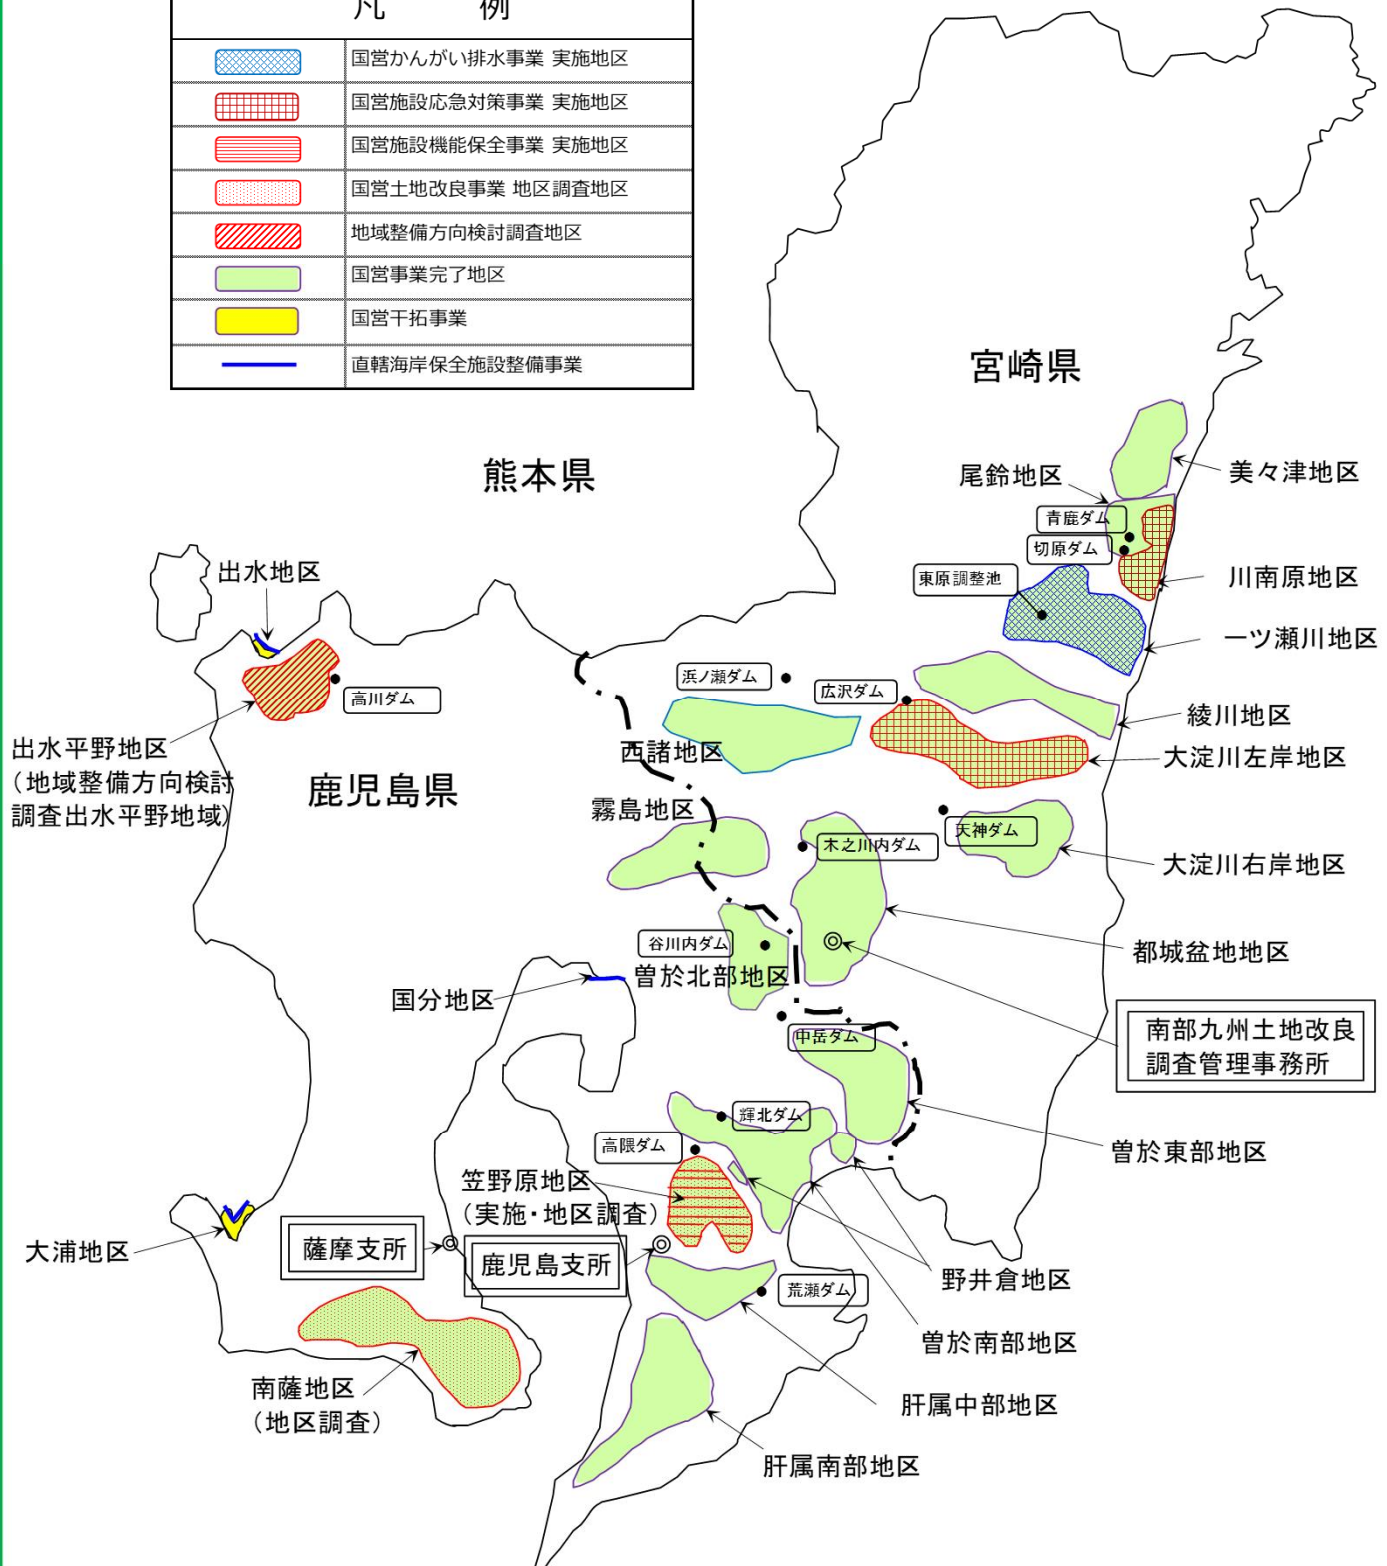 凡 例
国営かんがい排水事業 実施地区
国営施設応急対策事業 実施地区
国営施設機能保全事業 実施地区
国営土地改良事業 地区調査地区
地域整備方向検討調査地区
国営事業完了地区
国営干拓事業
直轄海岸保全施設整備事業
宮崎県
熊本県
鹿児島県
美々津地区
尾鈴地区
青鹿ダム
切原ダム
東原調整池
川南原地区
一ツ瀬川地区
出水地区
高川ダム
浜ノ瀬ダム
広沢ダム
綾川地区
出水平野地区
（地域整備方向検討
調査出水平野地域）
西諸地区
大淀川左岸地区
霧島地区
天神ダム
木之川内ダム
大淀川右岸地区
谷川内ダム
都城盆地地区
曽於北部地区
国分地区
南部九州土地改良
調査管理事務所
中岳ダム
輝北ダム
高隈ダム
曽於東部地区
笠野原地区
（実施・地区調査）
大浦地区
薩摩支所
鹿児島支所
野井倉地区
荒瀬ダム
曽於南部地区
南薩地区
（地区調査）
肝属中部地区
肝属南部地区